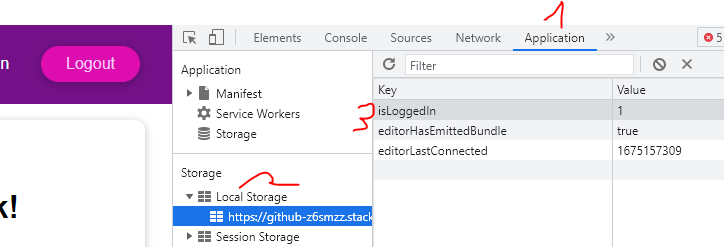 1
Elements Console Sources Network Application » 5
n Logout
Application
Filter
Manifest
Key Value
Service Workers
3 isLoggedIn 1
Storage
editorHasEmittedBundle true
editorLastConnected 1675157309
Storage
2
Local Storage
k!
https://github-z6smzz.stack
Session Storage